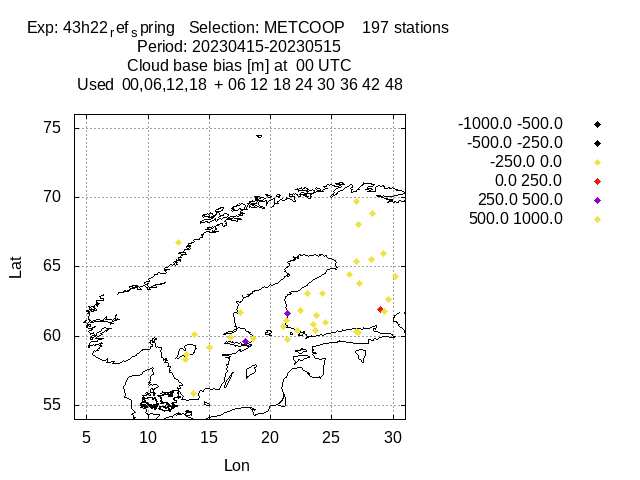 Exp: 43h22refspring Selection: METCOOP 197 stations
Period: 20230415-20230515
Cloud base bias [m] at 00 UTC
Used 00,06,12,18 + 06 12 18 24 30 36 42 48
75
70
65
60
55
5 10 15 20 25 30
Lat
Lon
-1000.0 -500.0
-500.0 -250.0
-250.0 0.0
0.0 250.0
250.0 500.0
500.0 1000.0